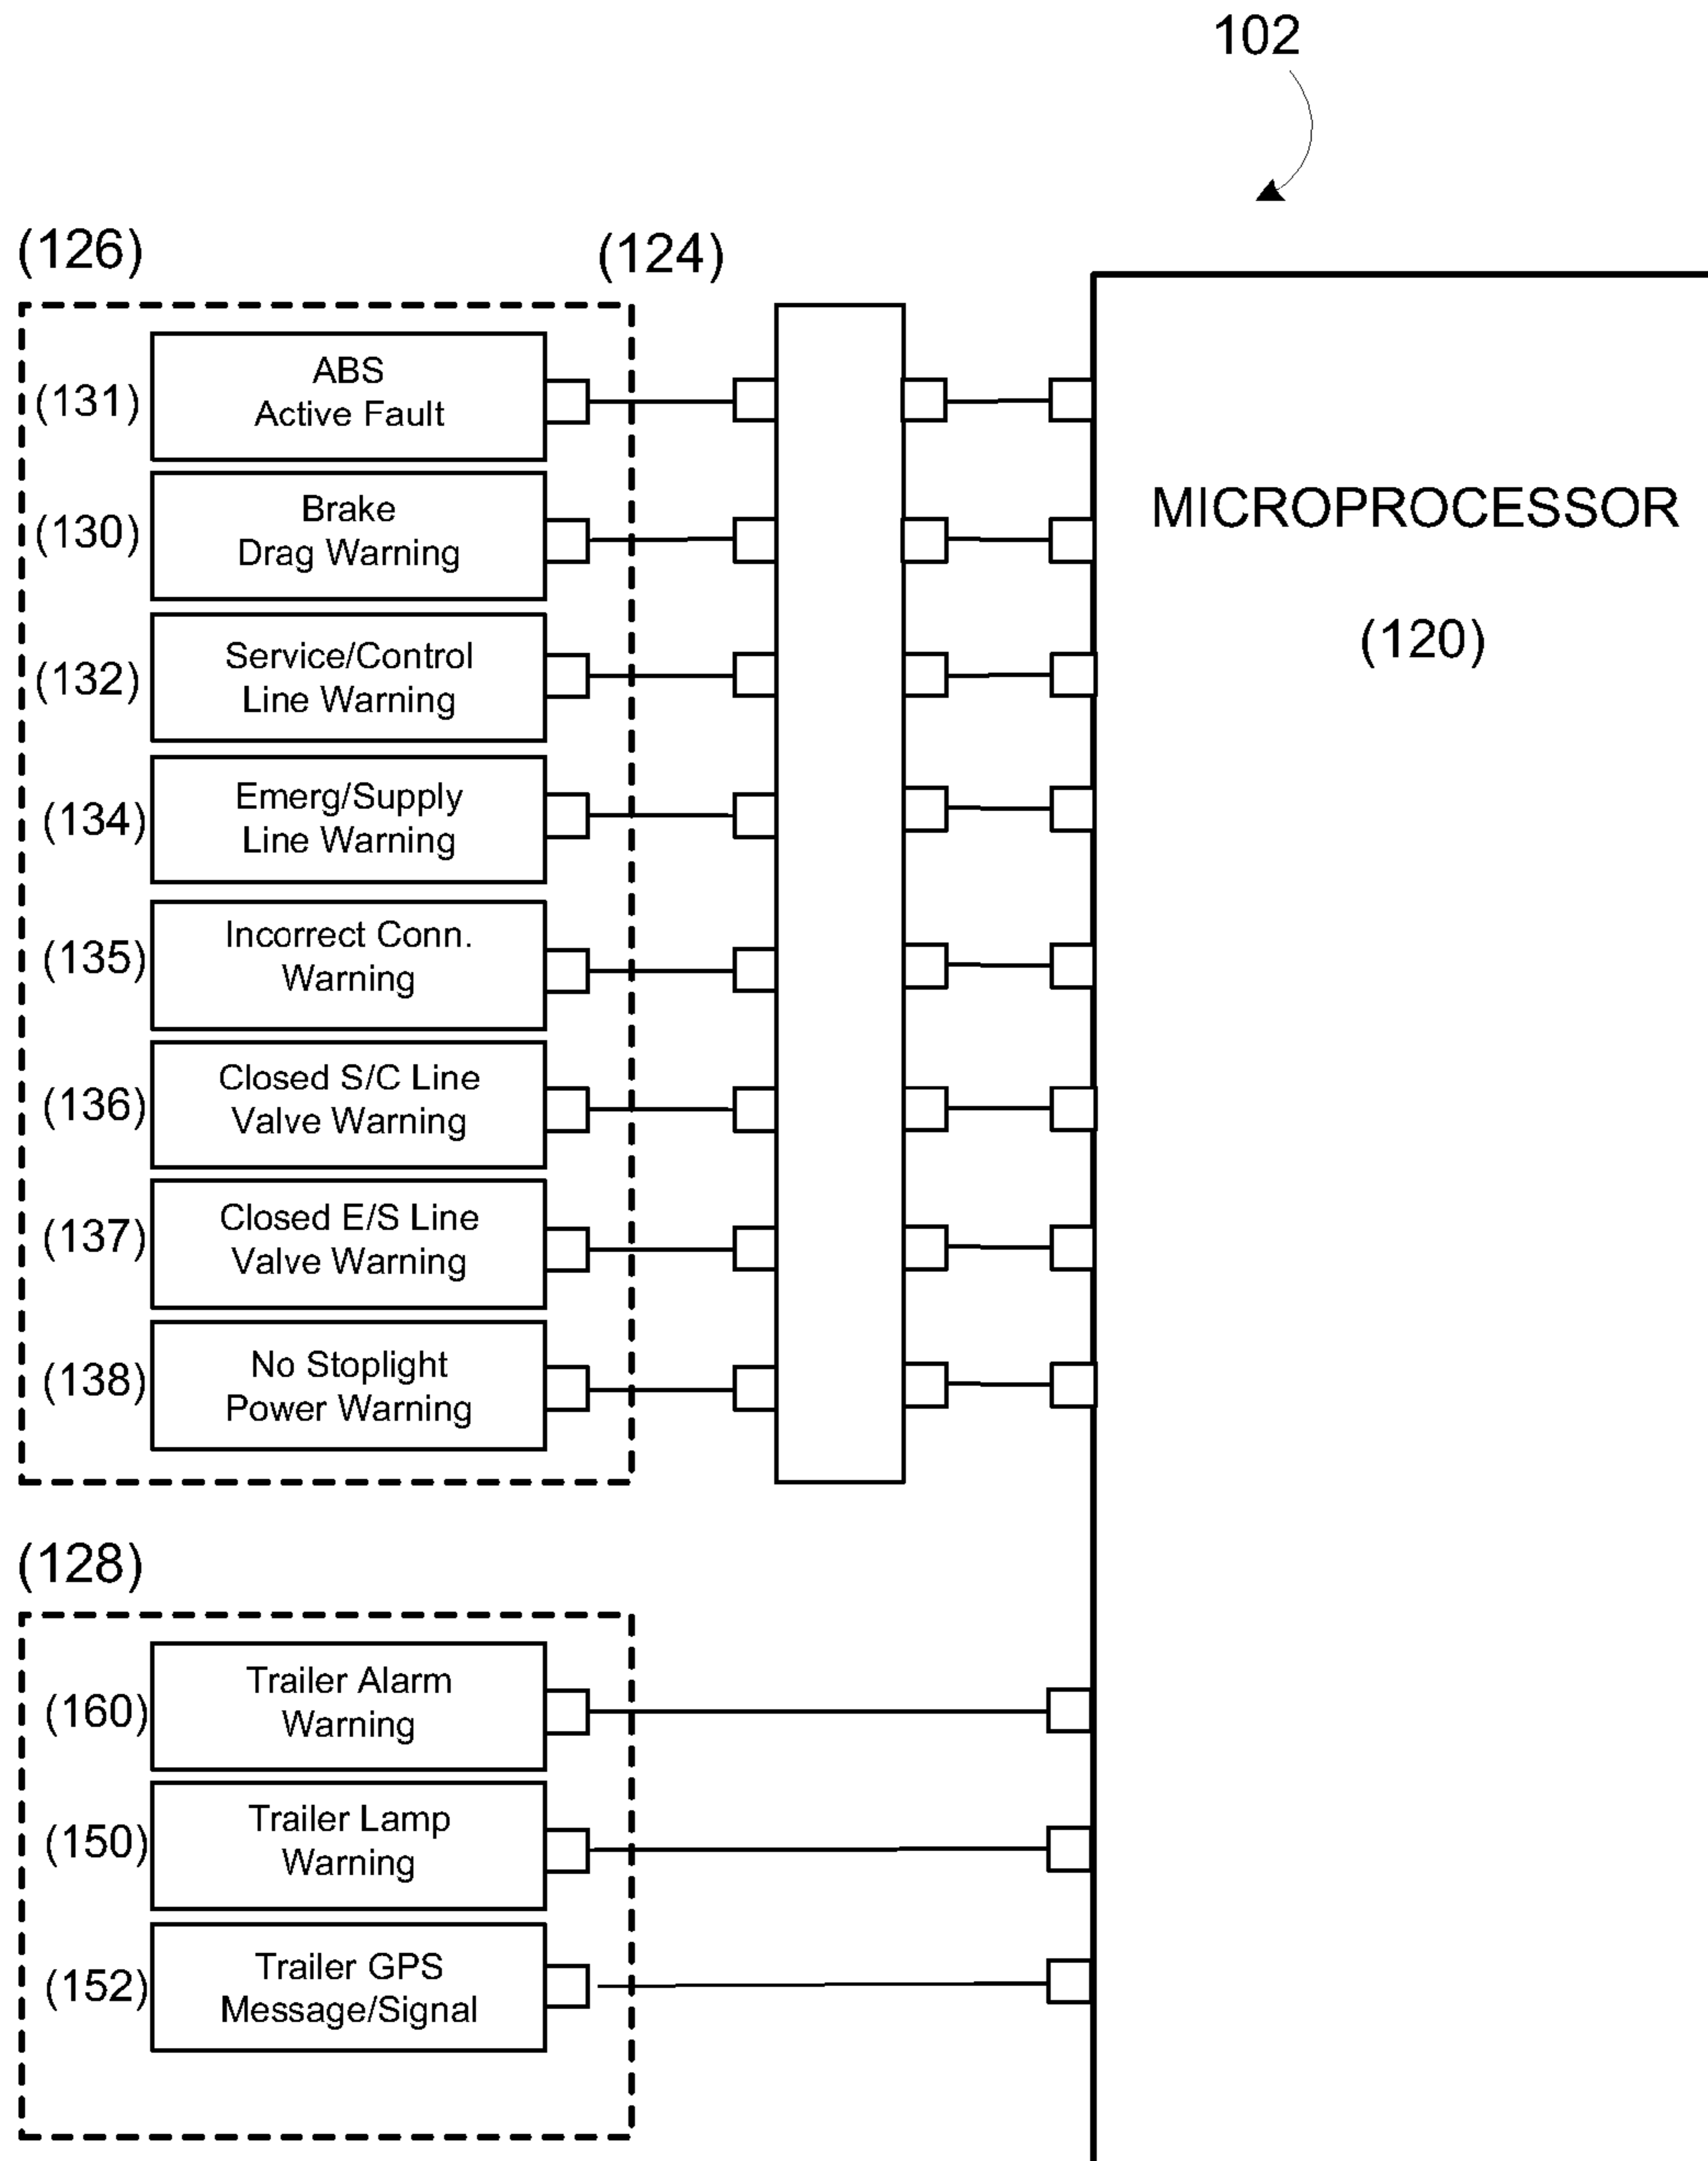 102
(126)
(124)
(131)
ABS
Active Fault
(130)
Brake
Drag Warning
MICROPROCESSOR
(120)
(132)
Service/Control
Line Warning
(134)
Emerg/Supply
Line Warning
(135)
Incorrect Conn.
Warning
(136)
Closed S/C Line
Valve Warning
(137)
Closed E/S Line
Valve Warning
(138)
No Stoplight
Power Warning
(128)
(160)
Trailer Alarm
Warning
(150)
Trailer Lamp
Warning
(152)
Trailer GPS
Message/Signal